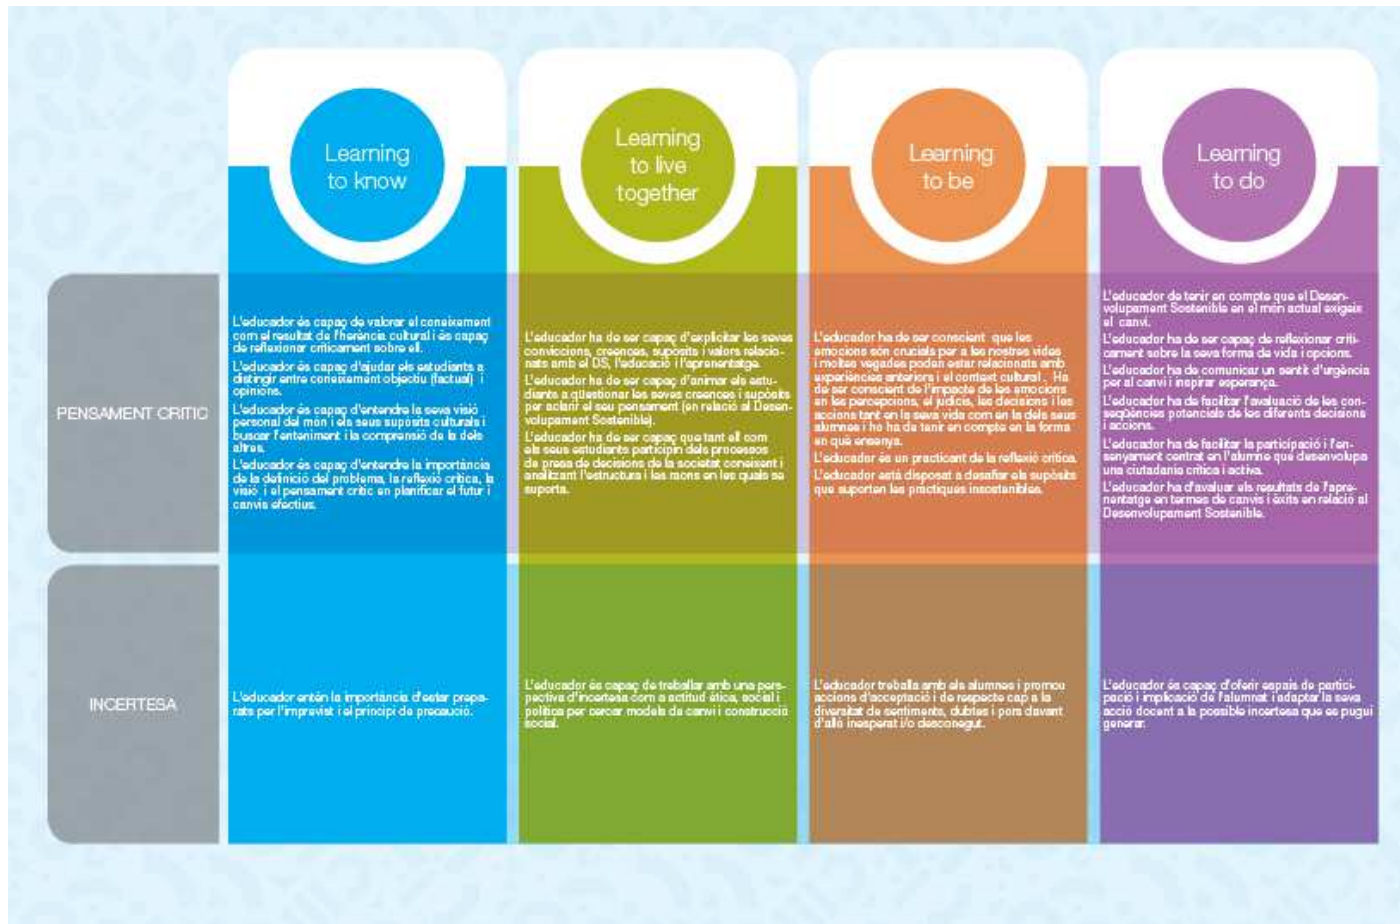 Learning
to know
Learning
to live
together
Learning
to be
Learning
to do
PENSAMENT CRITIC
L'educador és capaç de valorar el coneixement
com el resultat de l'herència cultural i és capaç
de reflexionar críticament sobre ell.
L'educador és capaç d'ajudar els estudiants a
distingir entre coneixement objectiu (factual) i
opinions.
L'educador és capaç d'entendre la seva visió
personal del món i els seus supòsits culturals i
buscar l'enteniment i la comprensió de la dels
altres.
L'educador és capaç d'entendre la importància
de la definició del problema, la reflexió crítica, la
visió i el pensament crític en planificar el futur i
canvis efectius.
L'educador ha de ser capaç d'explicitar les seves
conviccions, creences, supòsits i valors relacio-
nats amb el DS, l'educació i l'aprenentatge.
L'educador ha de ser capaç d'animar els estu-
diants a qüestionar les seves creences i supòsits
per aclarir el seu pensament (en relació al Desen-
volupament Sostenible).
L'educador ha de ser capaç que tant ell com
els seus estudiants participin dels processos
de presa de decisions de la societat coneixent i
analitzant l'estructura i les raons en les quals se
suporta.
L'educador ha de ser conscient que les
emocions són crucials per a les nostres vides
i moltes vegades poden estar relacionats amb
experiències anteriors i el context cultural . Ha
de ser conscient de l'impacte de les emocions
en les percepcions, el judicis, les decisions i les
accions tant en la seva vida com en la dels seus
alumnes i ho ha de tenir en compte en la forma
en què ensenya.
L'educador és un practicant de la reflexió crítica.
L'educador està disposat a desafiar els supòsits
que suporten les pràctiques insostenibles.
L'educador de tenir en compte que el Desen-
volupament Sostenible en el món actual exigeix
el canvi.
L'educador ha de ser capaç de reflexionar críti-
cament sobre la seva forma de vida i opcions.
L'educador ha de comunicar un sentit d'urgència
per al canvi i inspirar esperança.
L'educador ha de facilitar l'avaluació de les con-
seqüències potencials de les diferents decisions
i accions.
L'educador ha de facilitar la participació i l'en-
senyament centrat en l'alumne que desenvolupa
una ciutadania crítica i activa.
L'educador ha d'avaluar els resultats de l'apre-
nentatge en termes de canvis i èxits en relació al
Desenvolupament Sostenible.
INCERTESA
L'educador entén la importància d'estar prepa-
rats per l'imprevist i el principi de precaució.
L'educador és capaç de treballar amb una pers-
pectiva d'incertesa com a actitud ètica, social i
política per cercar models de canvi i construcció
social.
L'educador treballa amb els alumnes i promou
accions d'acceptació i de respecte cap a la
diversitat de sentiments, dubtes i pors davant
d'allò inesperat i/o desconegut.
L'educador és capaç d'oferir espais de partici-
pació i implicació de l'alumnat i adaptar la seva
acció docent a la possible incertesa que es pugui
generar.